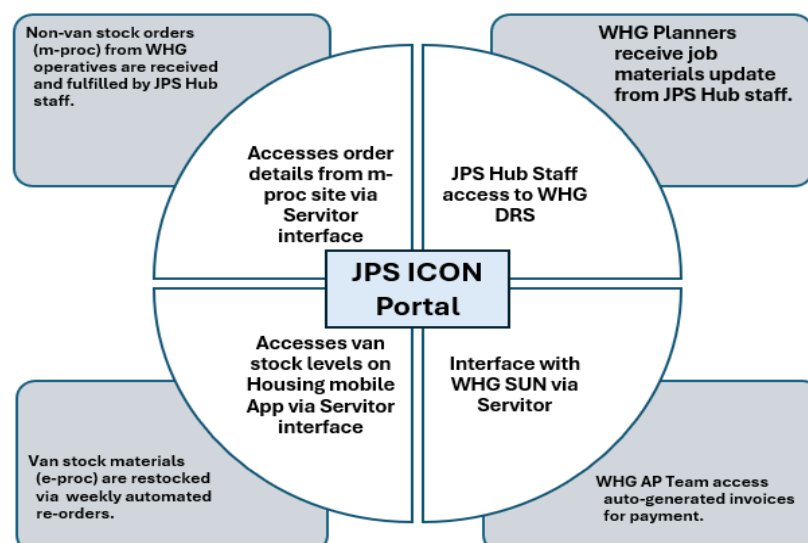 Non-van stock orders
(m-proc) from WHG
operatives are received
and fulfilled by JPS Hub
staff.
WHG Planners
receive job
materials update
from JPS Hub staff.
Accesses order
details from m-
proc site via
Servitor
interface
JPS Hub Staff
access to WHG
DRS
JPS ICON
Portal
Accesses van
stock levels on
Housing mobile
App via Servitor
interface
Interface with
WHG SUN via
Servitor
Van stock materials
(e-proc) are restocked
via weekly automated
re-orders.
WHG AP Team access
auto-generated invoices
for payment.